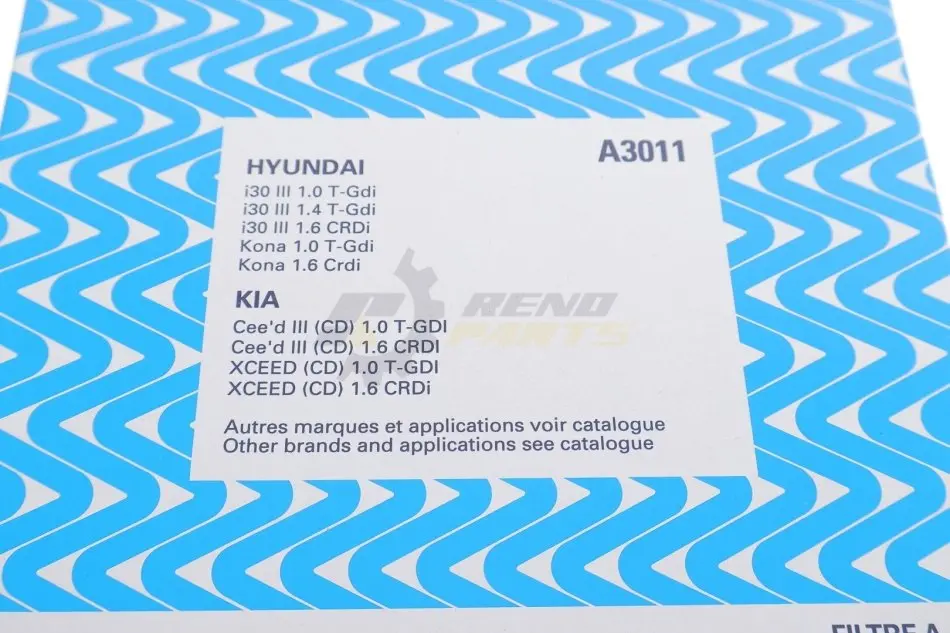 A3011
HYUNDAI
i30 III 1.0 T-Gdi
i30 III 1.4 T-Gdi
i30 III 1.6 CRDi
Kona 1.0 T-Gdi
Kona 1.6 Crdi
KIA
Cee'd III (CD) 1.0 T-GDI
Cee'd III (CD) 1.6 CRDI
XCEED (CD) 1.0 T-GDI
XCEED (CD) 1.6 CRDi
Autres marques et applications voir catalogue
Other brands and applications see catalogue
RENO
PARTS
FILTRE A